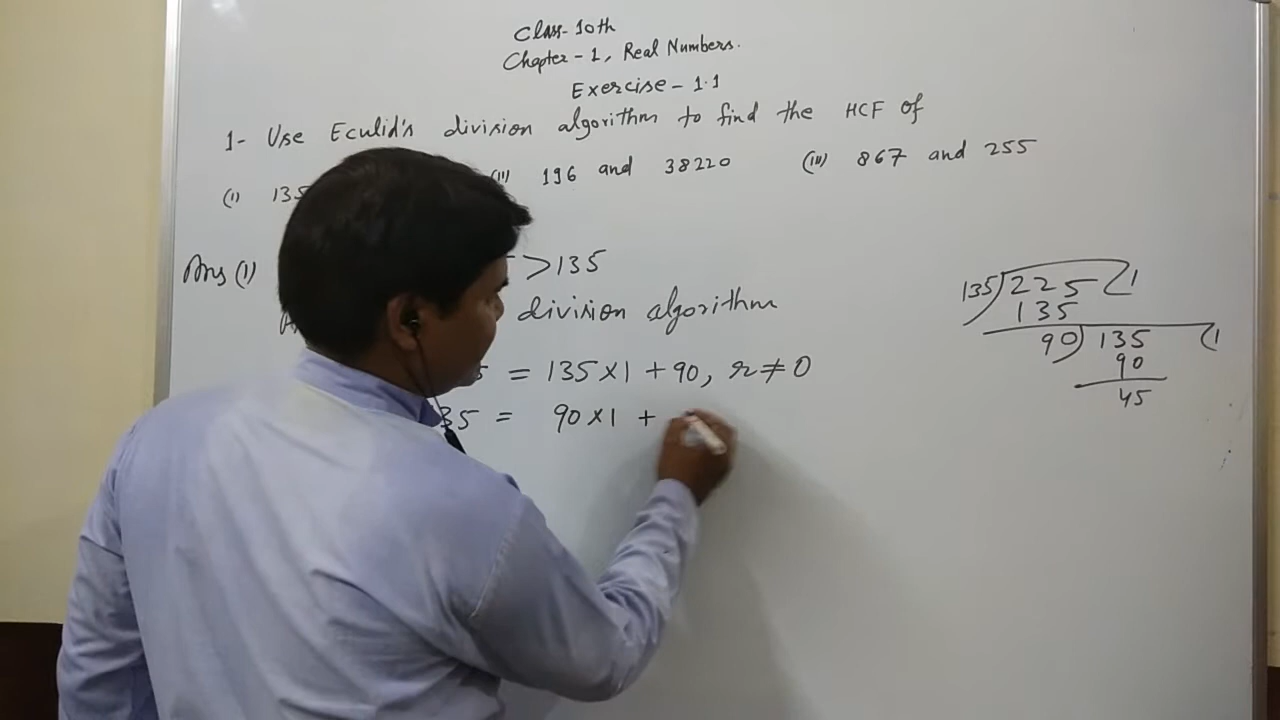 Class- 10th
Chapter - 1, Real Numbers.
Exercise - 1.1
1- Use Eculid's division algorithm to find the HCF of
(i) 135 (ii) 196 and 38220 (iii) 867 and 255
Ans (i) >135
division algorithm
= 135×1 + 90, r≠0
35 = 90×1 +
135)225(1
135
90)135(1
90
45